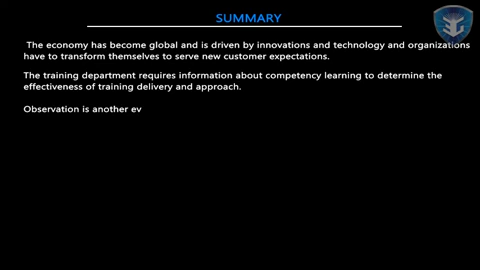 SUMMARY
The economy has become global and is driven by innovations and technology and organizations
have to transform themselves to serve new customer expectations.
The training department requires information about competency learning to determine the
effectiveness of training delivery and approach.
Observation is another ev